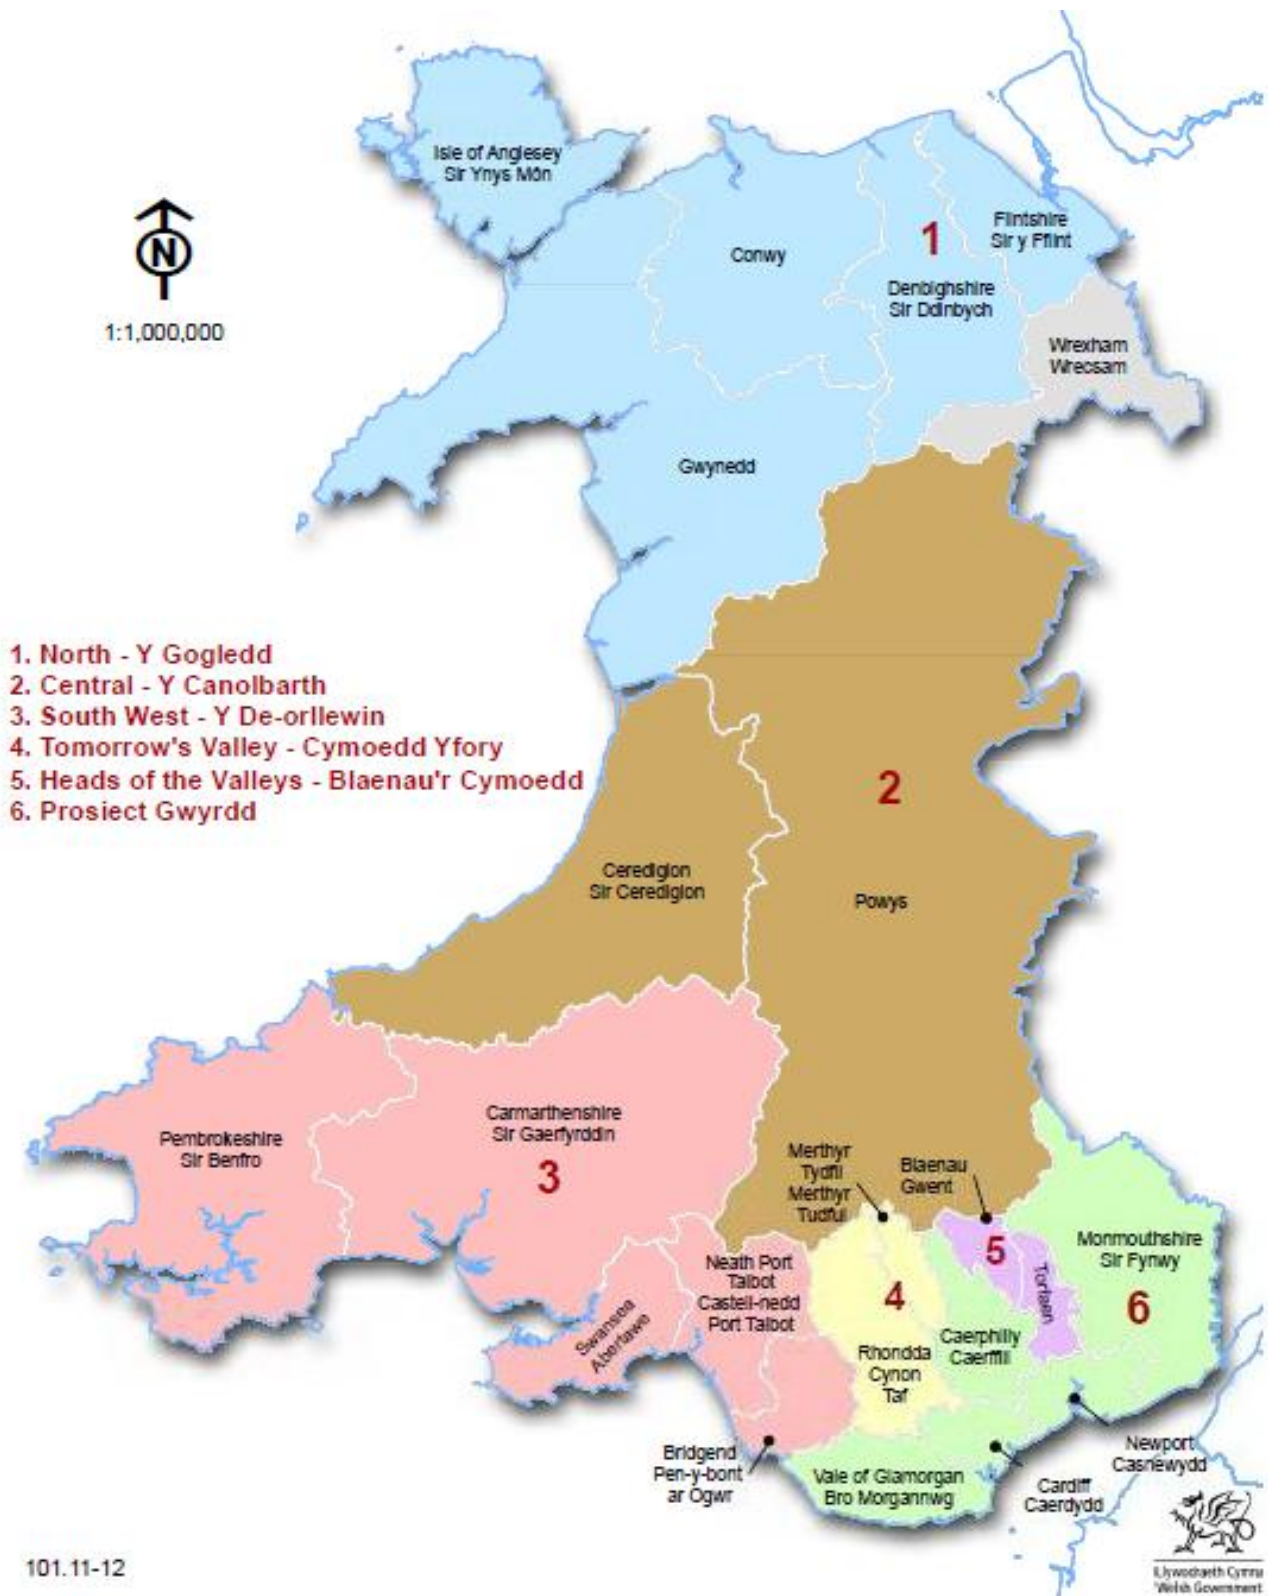 Isle of Anglesey
Sir Ynys Môn
N
1:1,000,000
Conwy
1
Flintshire
Sir y Fflint
Denbighshire
Sir Ddinbych
Wrexham
Wrecsam
Gwynedd
1. North - Y Gogledd
2. Central - Y Canolbarth
3. South West - Y De-orllewin
4. Tomorrow's Valley - Cymoedd Yfory
5. Heads of the Valleys - Blaenau'r Cymoedd
6. Prosiect Gwyrdd
2
Ceredigion
Sir Ceredigion
Powys
Pembrokeshire
Sir Benfro
Carmarthenshire
Sir Gaerfyrddin
3
Merthyr
Tydfil
Merthyr
Tudful
Blaenau
Gwent
Neath Port
Talbot
Castell-nedd
Port Talbot
Swansea
Abertawe
4
5
Torfaen
Monmouthshire
Sir Fynwy
6
Rhondda
Cynon
Taf
Caerphilly
Caerffili
Bridgend
Pen-y-bont
ar Ogwr
Vale of Glamorgan
Bro Morgannwg
Cardiff
Caerdydd
Newport
Casnewydd
101.11-12
Llywodraeth Cymru
Welsh Government